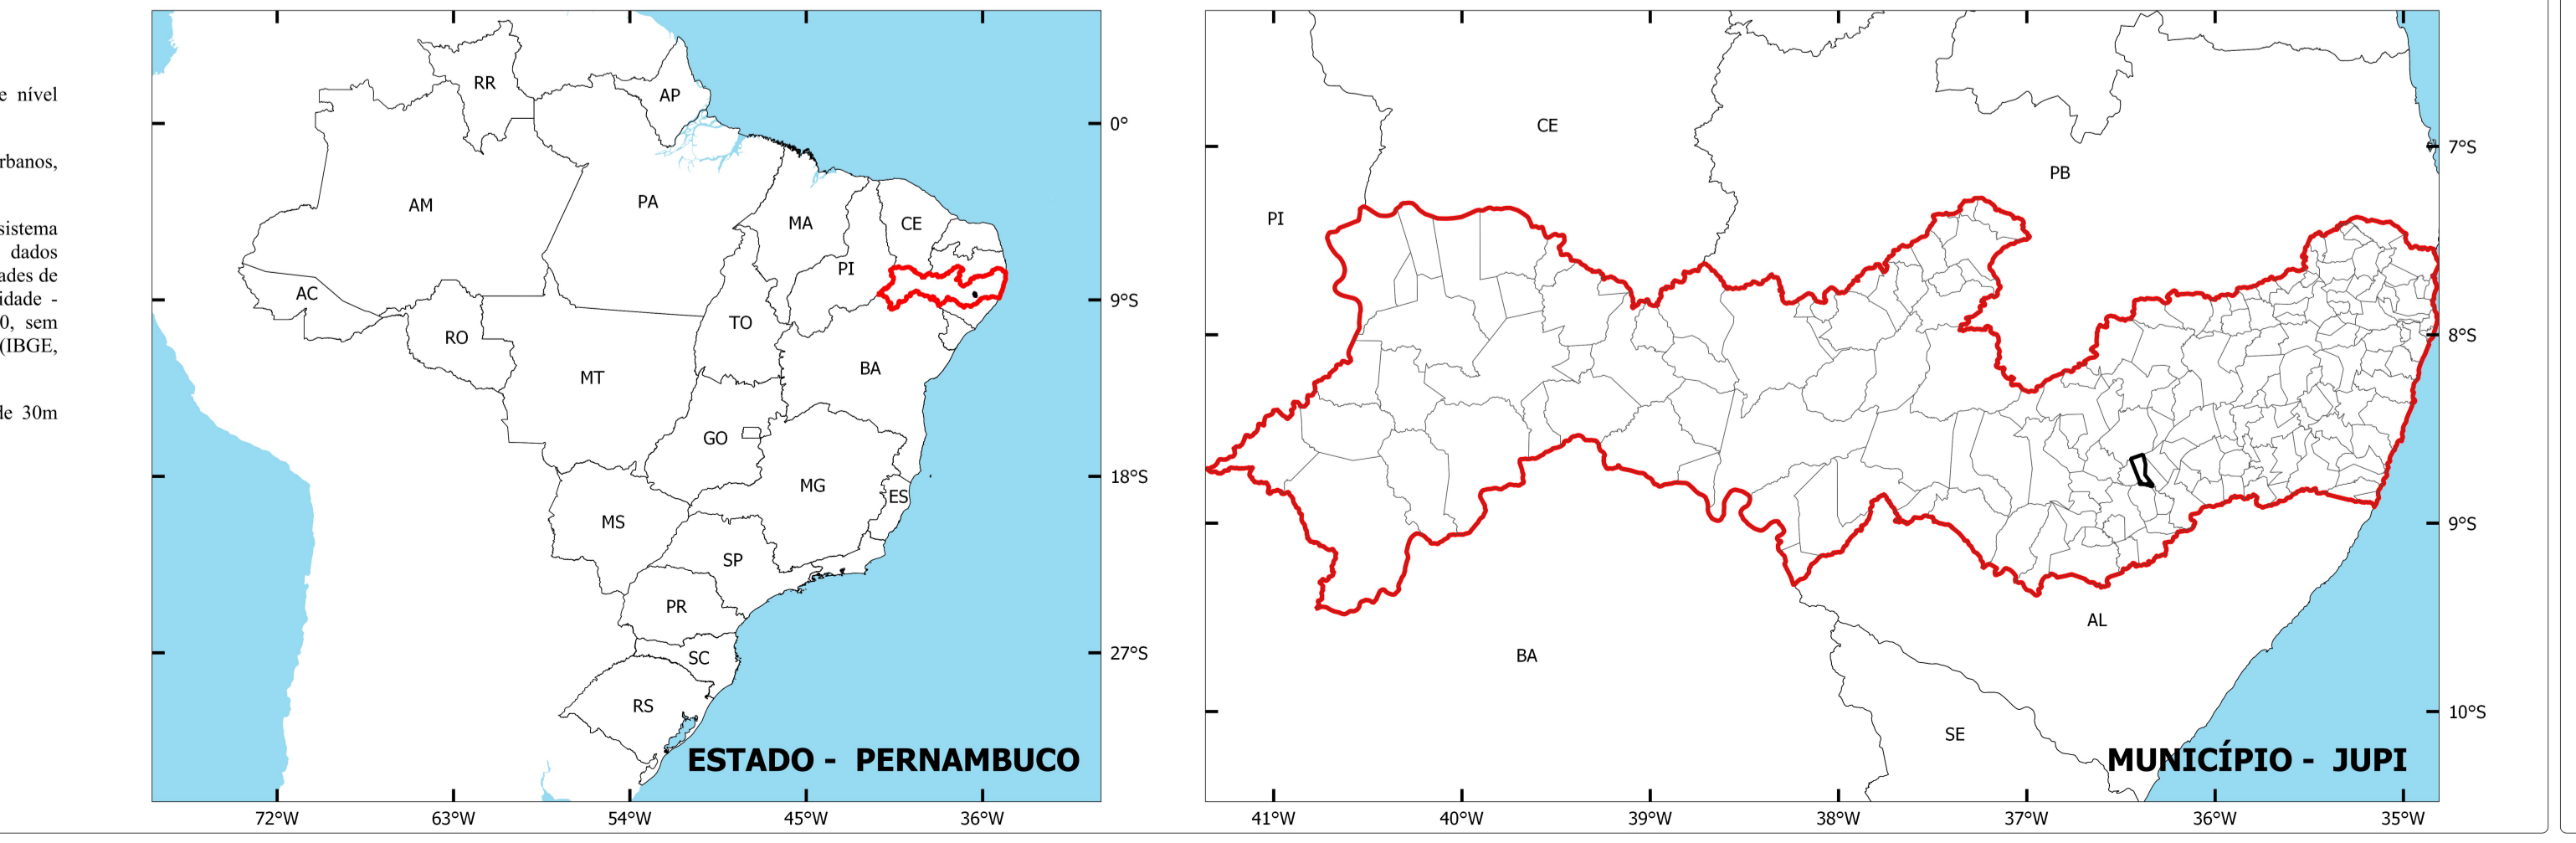 e nível
rbanos,
sistema
dados
ades de
idade -
0, sem
(IBGE,
de 30m
RR
AP
0°
AM
PA
MA
CE
PI
AC
9°S
TO
RO
BA
MT
GO
18°S
MG
ES
MS
SP
PR
27°S
SC
RS
ESTADO - PERNAMBUCO
72°W 63°W 54°W 45°W 36°W
CE
7°S
PB
PI
8°S
9°S
AL
BA
10°S
SE
MUNICÍPIO - JUPI
41°W 40°W 39°W 38°W 37°W 36°W 35°W